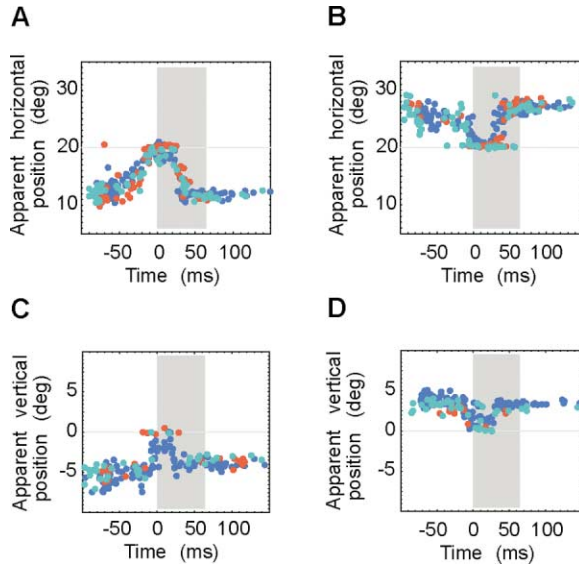 A
B
Apparent horizontal
position (deg)
30
20
10
-50 0 50 100
Time (ms)
Apparent horizontal
position (deg)
30
20
10
-50 0 50 100
Time (ms)
C
D
Apparent vertical
position (deg)
5
0
-5
-50 0 50 100
Time (ms)
Apparent vertical
position (deg)
5
0
-5
-50 0 50 100
Time (ms)